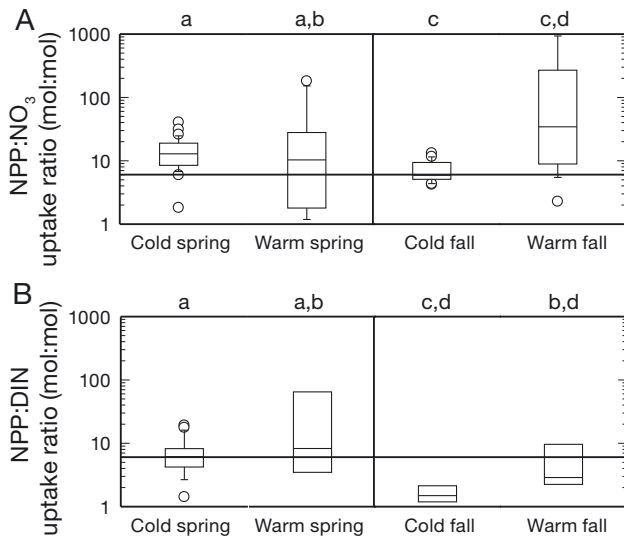 A
a a,b c c,d
NPP:NO3
uptake ratio (mol:mol)
1000
100
10
1
Cold spring Warm spring Cold fall Warm fall
B
a a,b c,d b,d
NPP:DIN
uptake ratio (mol:mol)
1000
100
10
1
Cold spring Warm spring Cold fall Warm fall